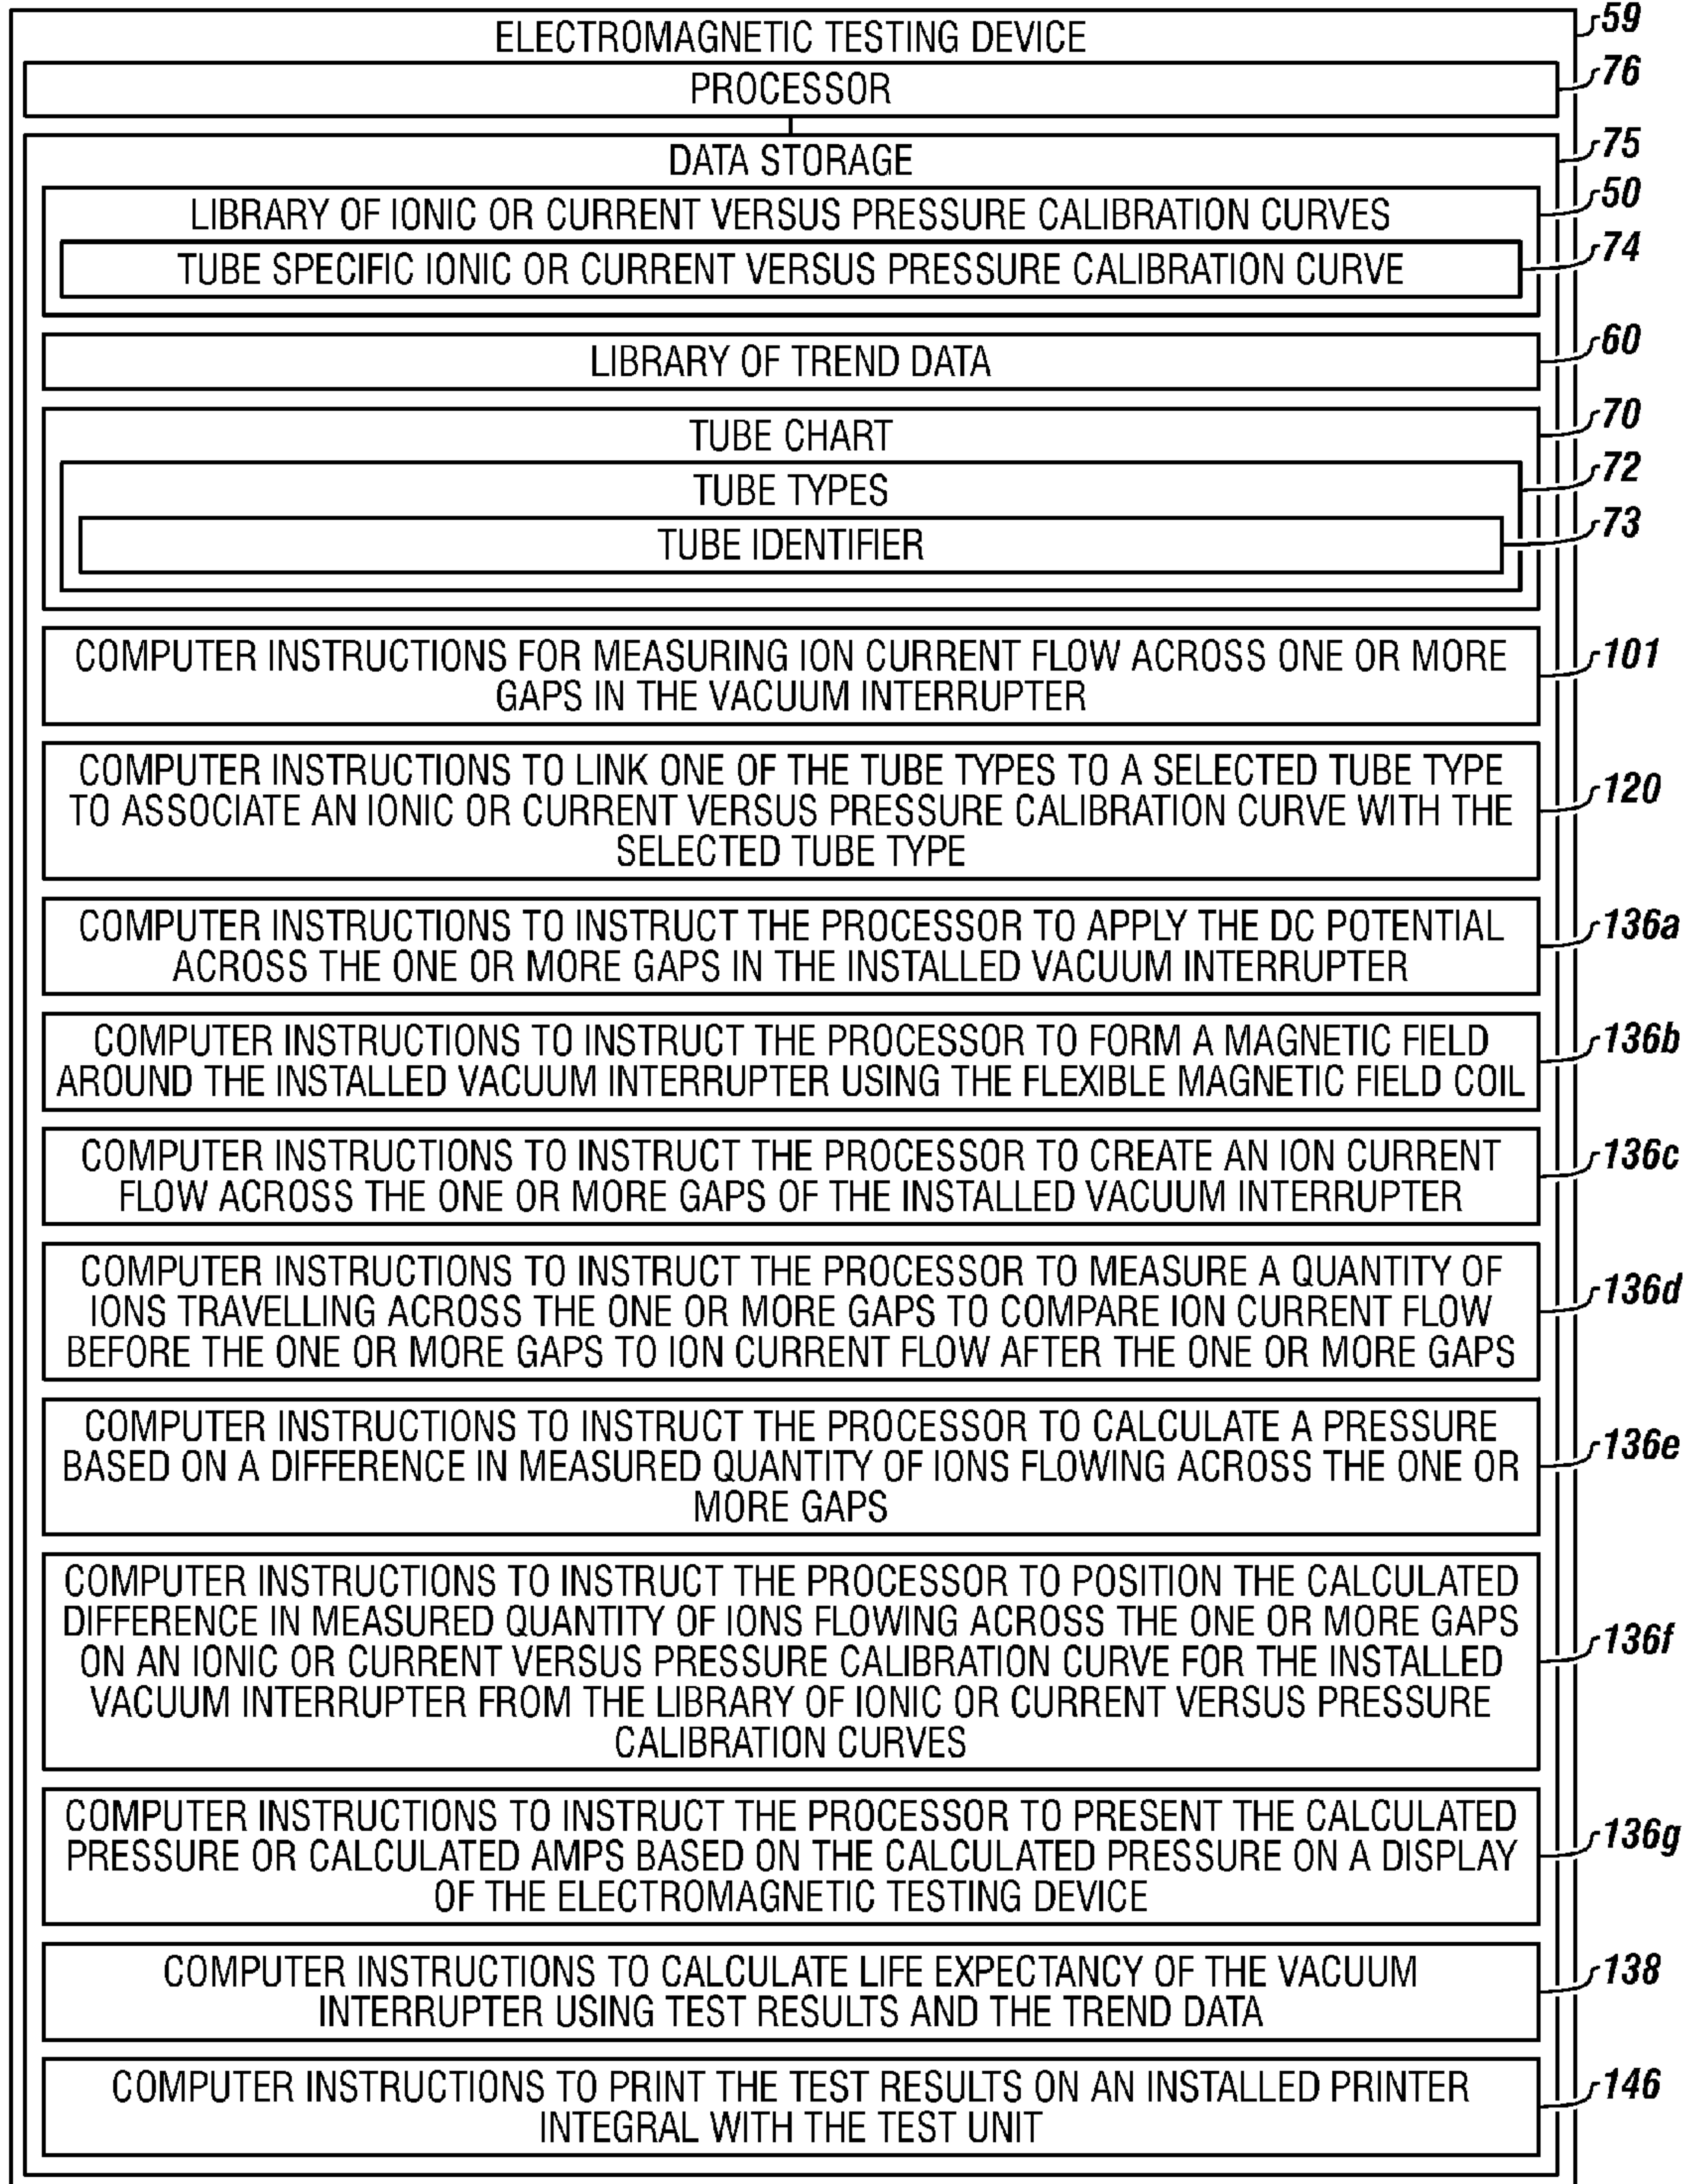 ELECTROMAGNETIC TESTING DEVICE
59
PROCESSOR
76
DATA STORAGE
75
LIBRARY OF IONIC OR CURRENT VERSUS PRESSURE CALIBRATION CURVES
50
TUBE SPECIFIC IONIC OR CURRENT VERSUS PRESSURE CALIBRATION CURVE
74
LIBRARY OF TREND DATA
60
TUBE CHART
70
TUBE TYPES
72
TUBE IDENTIFIER
73
COMPUTER INSTRUCTIONS FOR MEASURING ION CURRENT FLOW ACROSS ONE OR MORE
GAPS IN THE VACUUM INTERRUPTER
101
COMPUTER INSTRUCTIONS TO LINK ONE OF THE TUBE TYPES TO A SELECTED TUBE TYPE
TO ASSOCIATE AN IONIC OR CURRENT VERSUS PRESSURE CALIBRATION CURVE WITH THE
SELECTED TUBE TYPE
120
COMPUTER INSTRUCTIONS TO INSTRUCT THE PROCESSOR TO APPLY THE DC POTENTIAL
ACROSS THE ONE OR MORE GAPS IN THE INSTALLED VACUUM INTERRUPTER
136a
COMPUTER INSTRUCTIONS TO INSTRUCT THE PROCESSOR TO FORM A MAGNETIC FIELD
AROUND THE INSTALLED VACUUM INTERRUPTER USING THE FLEXIBLE MAGNETIC FIELD COIL
136b
COMPUTER INSTRUCTIONS TO INSTRUCT THE PROCESSOR TO CREATE AN ION CURRENT
FLOW ACROSS THE ONE OR MORE GAPS OF THE INSTALLED VACUUM INTERRUPTER
136c
COMPUTER INSTRUCTIONS TO INSTRUCT THE PROCESSOR TO MEASURE A QUANTITY OF
IONS TRAVELLING ACROSS THE ONE OR MORE GAPS TO COMPARE ION CURRENT FLOW
BEFORE THE ONE OR MORE GAPS TO ION CURRENT FLOW AFTER THE ONE OR MORE GAPS
136d
COMPUTER INSTRUCTIONS TO INSTRUCT THE PROCESSOR TO CALCULATE A PRESSURE
BASED ON A DIFFERENCE IN MEASURED QUANTITY OF IONS FLOWING ACROSS THE ONE OR
MORE GAPS
136e
COMPUTER INSTRUCTIONS TO INSTRUCT THE PROCESSOR TO POSITION THE CALCULATED
DIFFERENCE IN MEASURED QUANTITY OF IONS FLOWING ACROSS THE ONE OR MORE GAPS
ON AN IONIC OR CURRENT VERSUS PRESSURE CALIBRATION CURVE FOR THE INSTALLED
VACUUM INTERRUPTER FROM THE LIBRARY OF IONIC OR CURRENT VERSUS PRESSURE
CALIBRATION CURVES
136f
COMPUTER INSTRUCTIONS TO INSTRUCT THE PROCESSOR TO PRESENT THE CALCULATED
PRESSURE OR CALCULATED AMPS BASED ON THE CALCULATED PRESSURE ON A DISPLAY
OF THE ELECTROMAGNETIC TESTING DEVICE
136g
COMPUTER INSTRUCTIONS TO CALCULATE LIFE EXPECTANCY OF THE VACUUM
INTERRUPTER USING TEST RESULTS AND THE TREND DATA
138
COMPUTER INSTRUCTIONS TO PRINT THE TEST RESULTS ON AN INSTALLED PRINTER
INTEGRAL WITH THE TEST UNIT
146